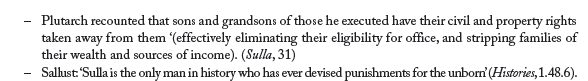 – Plutarch recounted that sons and grandsons of those he executed have their civil and property rights
taken away from them ‘(effectively eliminating their eligibility for office, and stripping families of
their wealth and sources of income). (Sulla, 31)
– Sallust: ‘Sulla is the only man in history who has ever devised punishments for the unborn’ (Histories, 1.48.6).